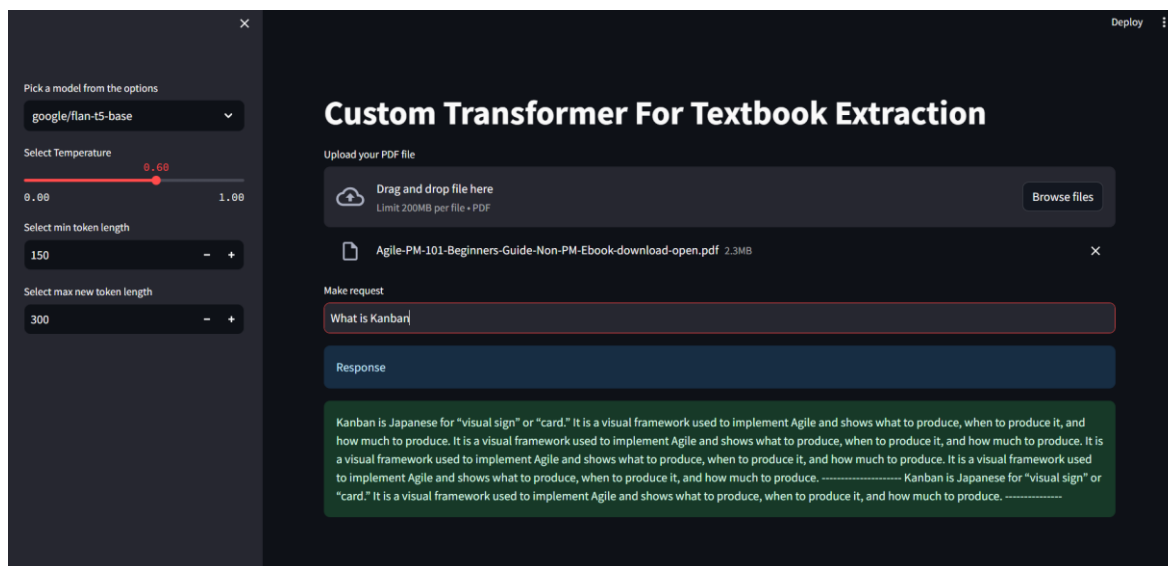 Deploy
Pick a model from the options
google/flan-t5-base
Select Temperature
0.60
0.00 1.00
Select min token length
150 - +
Select max new token length
300 - +
Custom Transformer For Textbook Extraction
Upload your PDF file
Drag and drop file here
Limit 200MB per file • PDF
Browse files
Agile-PM-101-Beginners-Guide-Non-PM-Ebook-download-open.pdf 2.3MB
Make request
What is Kanban
Response
Kanban is Japanese for “visual sign” or “card.” It is a visual framework used to implement Agile and shows what to produce, when to produce it, and
how much to produce. It is a visual framework used to implement Agile and shows what to produce, when to produce it, and how much to produce. It is
a visual framework used to implement Agile and shows what to produce, when to produce it, and how much to produce. It is a visual framework used
to implement Agile and shows what to produce, when to produce it, and how much to produce. --------------------- Kanban is Japanese for “visual sign” or
“card.” It is a visual framework used to implement Agile and shows what to produce, when to produce it, and how much to produce. ---------------